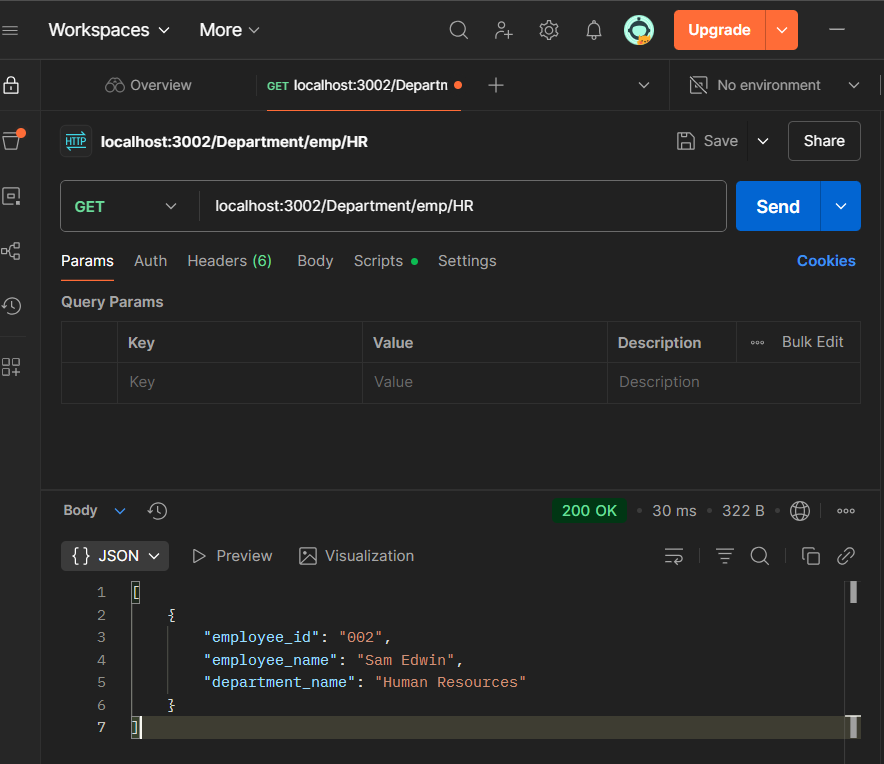 Workspaces More Upgrade
Overview GET localhost:3002/Departn No environment
HTTP localhost:3002/Department/emp/HR Save Share
GET localhost:3002/Department/emp/HR Send
Params Auth Headers (6) Body Scripts Settings Cookies
Query Params
Key Value Description Bulk Edit
Key Value Description
Body 200 OK 30 ms 322 B
{} JSON Preview Visualization
1 [
2 {
3 "employee_id": "002",
4 "employee_name": "Sam Edwin",
5 "department_name": "Human Resources"
6 }
7 ]